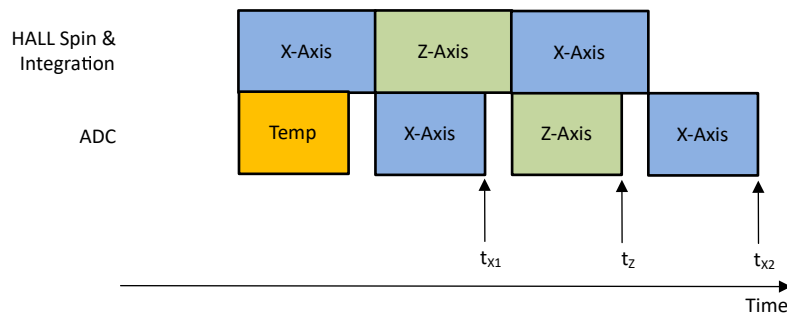 HALL Spin &
Integration
X-Axis
Z-Axis
X-Axis
ADC
Temp
X-Axis
Z-Axis
X-Axis
tX1
tZ
tX2
Time